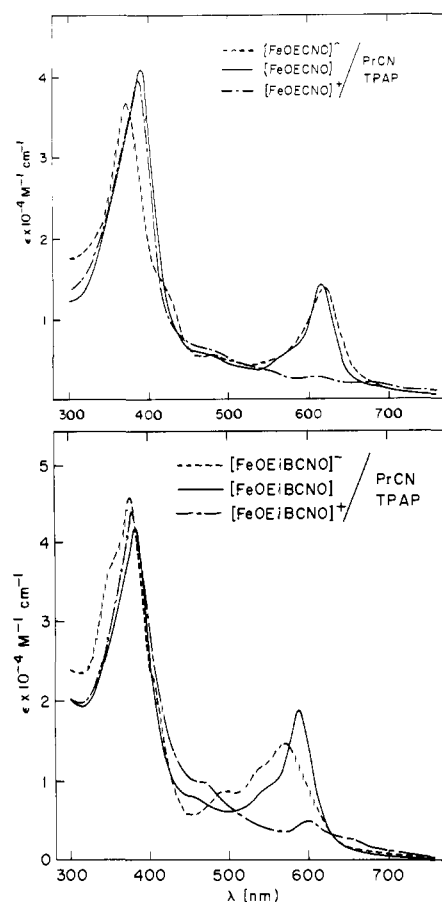 [FeOECNO]⁻
[FeOECNO]
[FeOECNO]⁺
PrCN
TPAP
4
3
2
1
ε × 10⁻⁴ M⁻¹ cm⁻¹
300 400 500 600 700
[FeOEiBCNO]⁻
[FeOEiBCNO]
[FeOEiBCNO]⁺
PrCN
TPAP
5
4
3
2
1
0
ε × 10⁻⁴ M⁻¹ cm⁻¹
300 400 500 600 700
λ (nm)